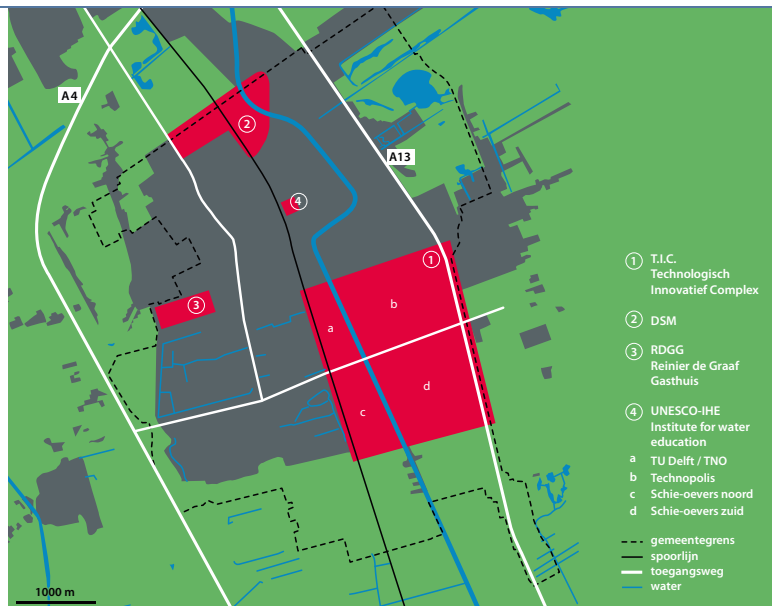 A4
2
A13
4
1
3
b
a
d
c
1 T.I.C.
Technologisch
Innovatief Complex
2 DSM
3 RDGG
Reinier de Graaf
Gasthuis
4 UNESCO-IHE
Institute for water
education
a TU Delft / TNO
b Technopolis
c Schie-oevers noord
d Schie-oevers zuid
gemeentegrens
spoorlijn
toegangsweg
water
1000 m